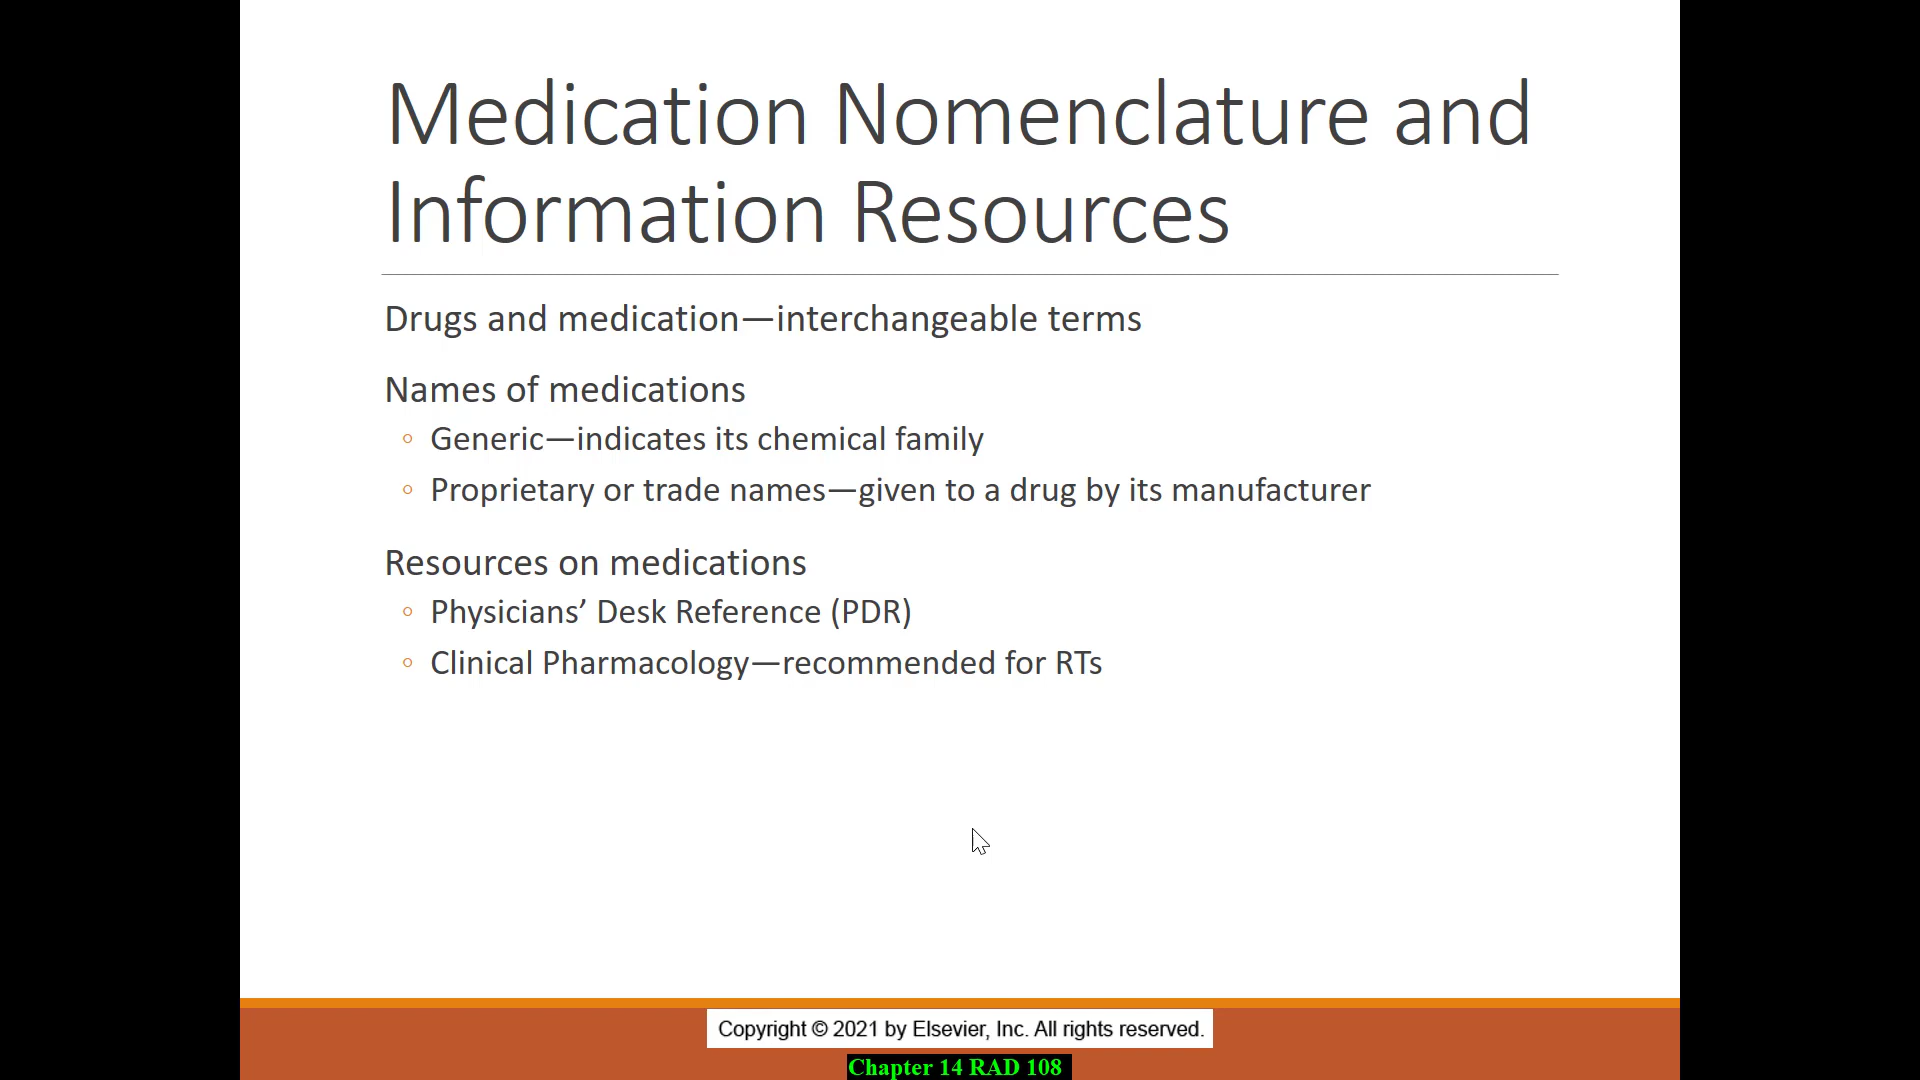 Medication Nomenclature and
Information Resources
Drugs and medication—interchangeable terms
Names of medications
◦ Generic—indicates its chemical family
◦ Proprietary or trade names—given to a drug by its manufacturer
Resources on medications
◦ Physicians’ Desk Reference (PDR)
◦ Clinical Pharmacology—recommended for RTs
Copyright © 2021 by Elsevier, Inc. All rights reserved.
Chapter 14 RAD 108